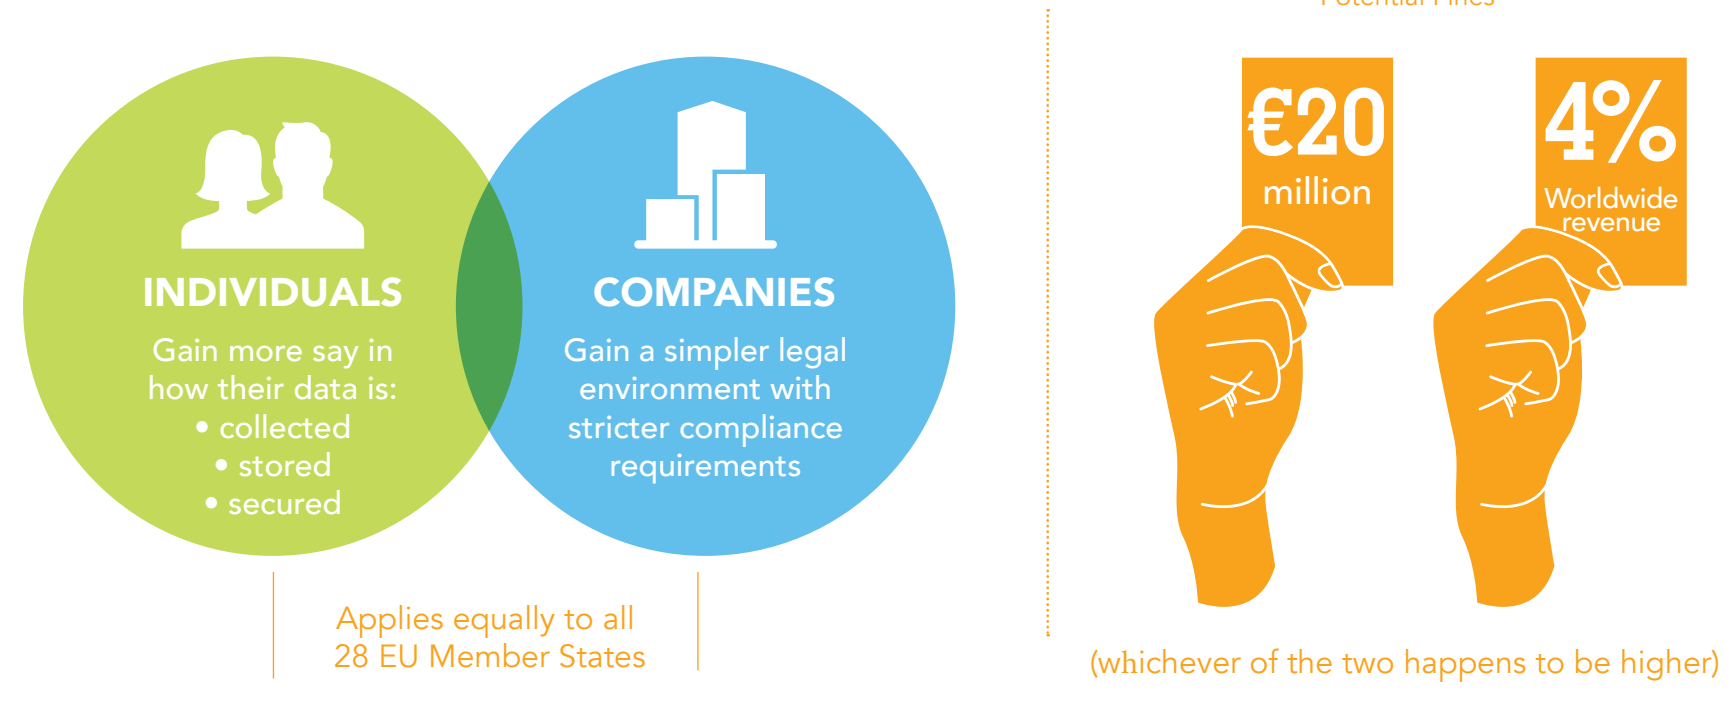 Potential Fines
INDIVIDUALS
Gain more say in
how their data is:
• collected
• stored
• secured
COMPANIES
Gain a simpler legal
environment with
stricter compliance
requirements
Applies equally to all
28 EU Member States
€20
million
4%
Worldwide
revenue
(whichever of the two happens to be higher)